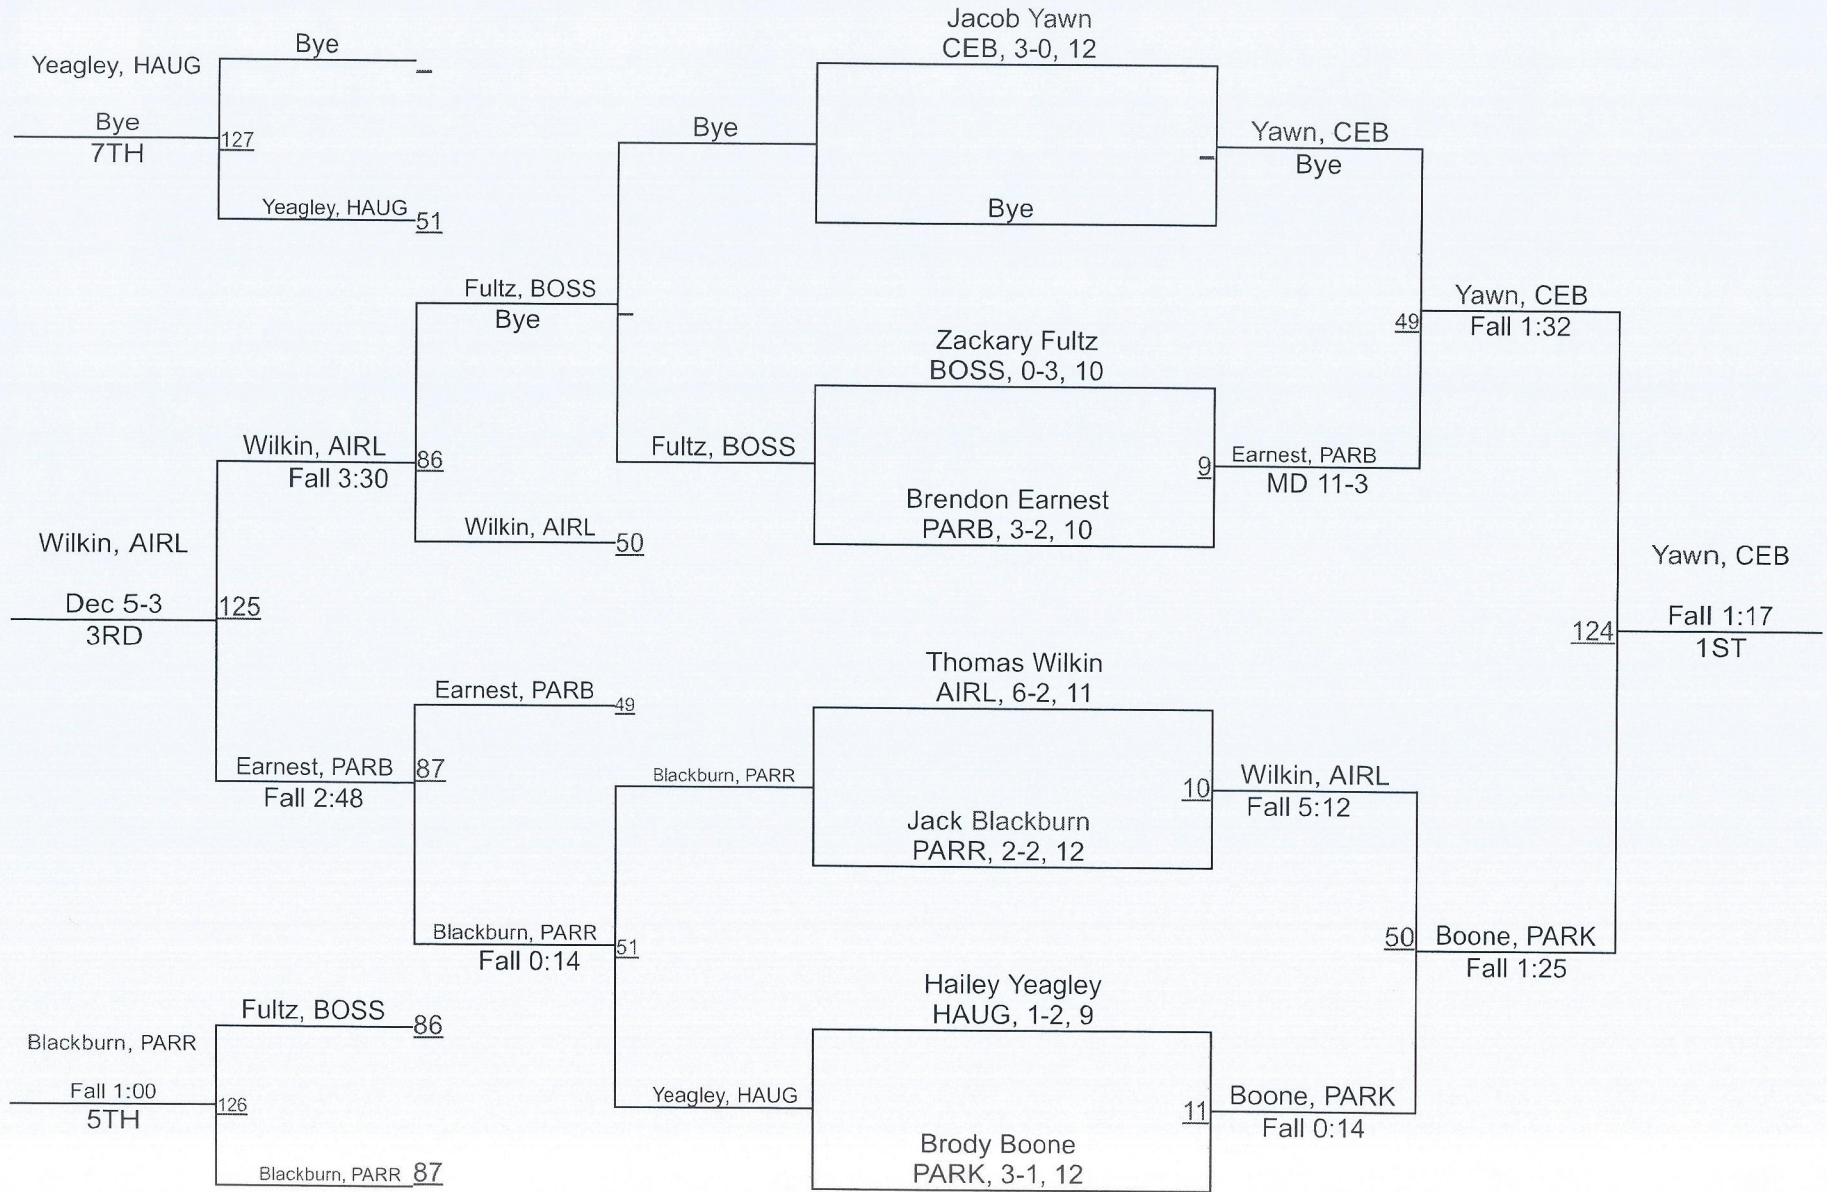 Jacob Yawn
CEB, 3-0, 12
Bye
Yeagley, HAUG
Bye
7TH
127
Yeagley, HAUG
51
Bye
Yawn, CEB
Bye
Bye
Fultz, BOSS
Bye
Yawn, CEB
Fall 1:32
49
Zackary Fultz
BOSS, 0-3, 10
Wilkin, AIRL
Fall 3:30
86
Fultz, BOSS
9
Earnest, PARB
MD 11-3
Brendon Earnest
PARB, 3-2, 10
Wilkin, AIRL
50
Wilkin, AIRL
Dec 5-3
3RD
125
Yawn, CEB
Fall 1:17
1ST
124
Thomas Wilkin
AIRL, 6-2, 11
Earnest, PARB
49
Earnest, PARB
Fall 2:48
87
Blackburn, PARR
10
Wilkin, AIRL
Fall 5:12
Jack Blackburn
PARR, 2-2, 12
Blackburn, PARR
Fall 0:14
51
50
Boone, PARK
Fall 1:25
Hailey Yeagley
HAUG, 1-2, 9
Fultz, BOSS
86
Blackburn, PARR
Fall 1:00
5TH
126
Yeagley, HAUG
11
Boone, PARK
Fall 0:14
Brody Boone
PARK, 3-1, 12
Blackburn, PARR
87